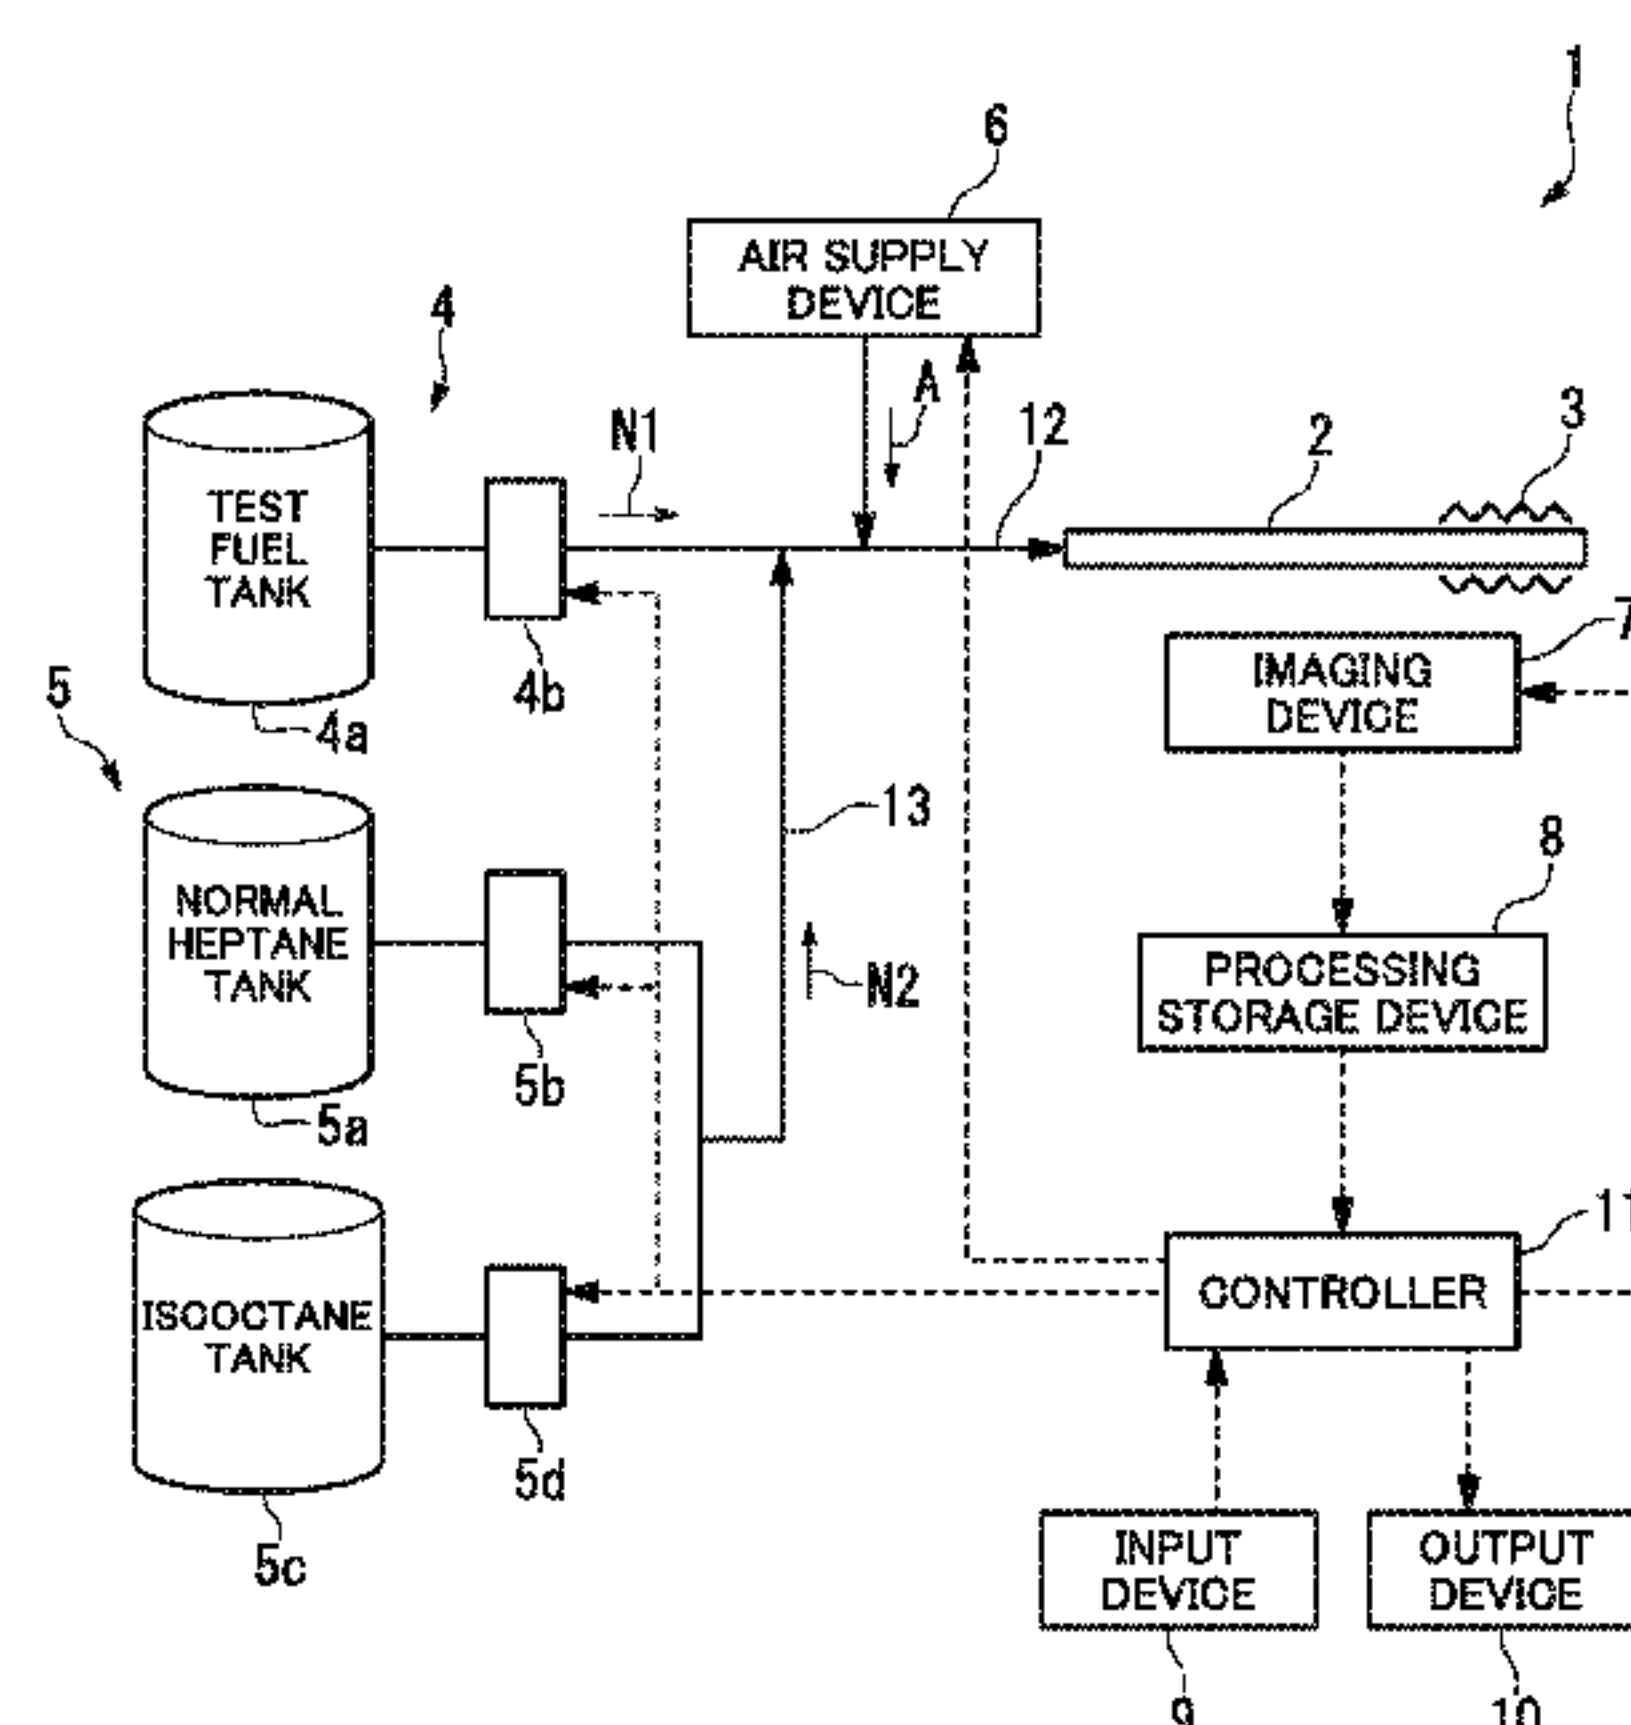 1
6
AIR SUPPLY
DEVICE
4
A
N1
12
2
3
TEST
FUEL
TANK
4b
4a
7
IMAGING
DEVICE
5
13
8
NORMAL
HEPTANE
TANK
N2
PROCESSING
STORAGE DEVICE
5b
5a
11
ISOOCTANE
TANK
CONTROLLER
5d
5c
INPUT
DEVICE
OUTPUT
DEVICE
9
10